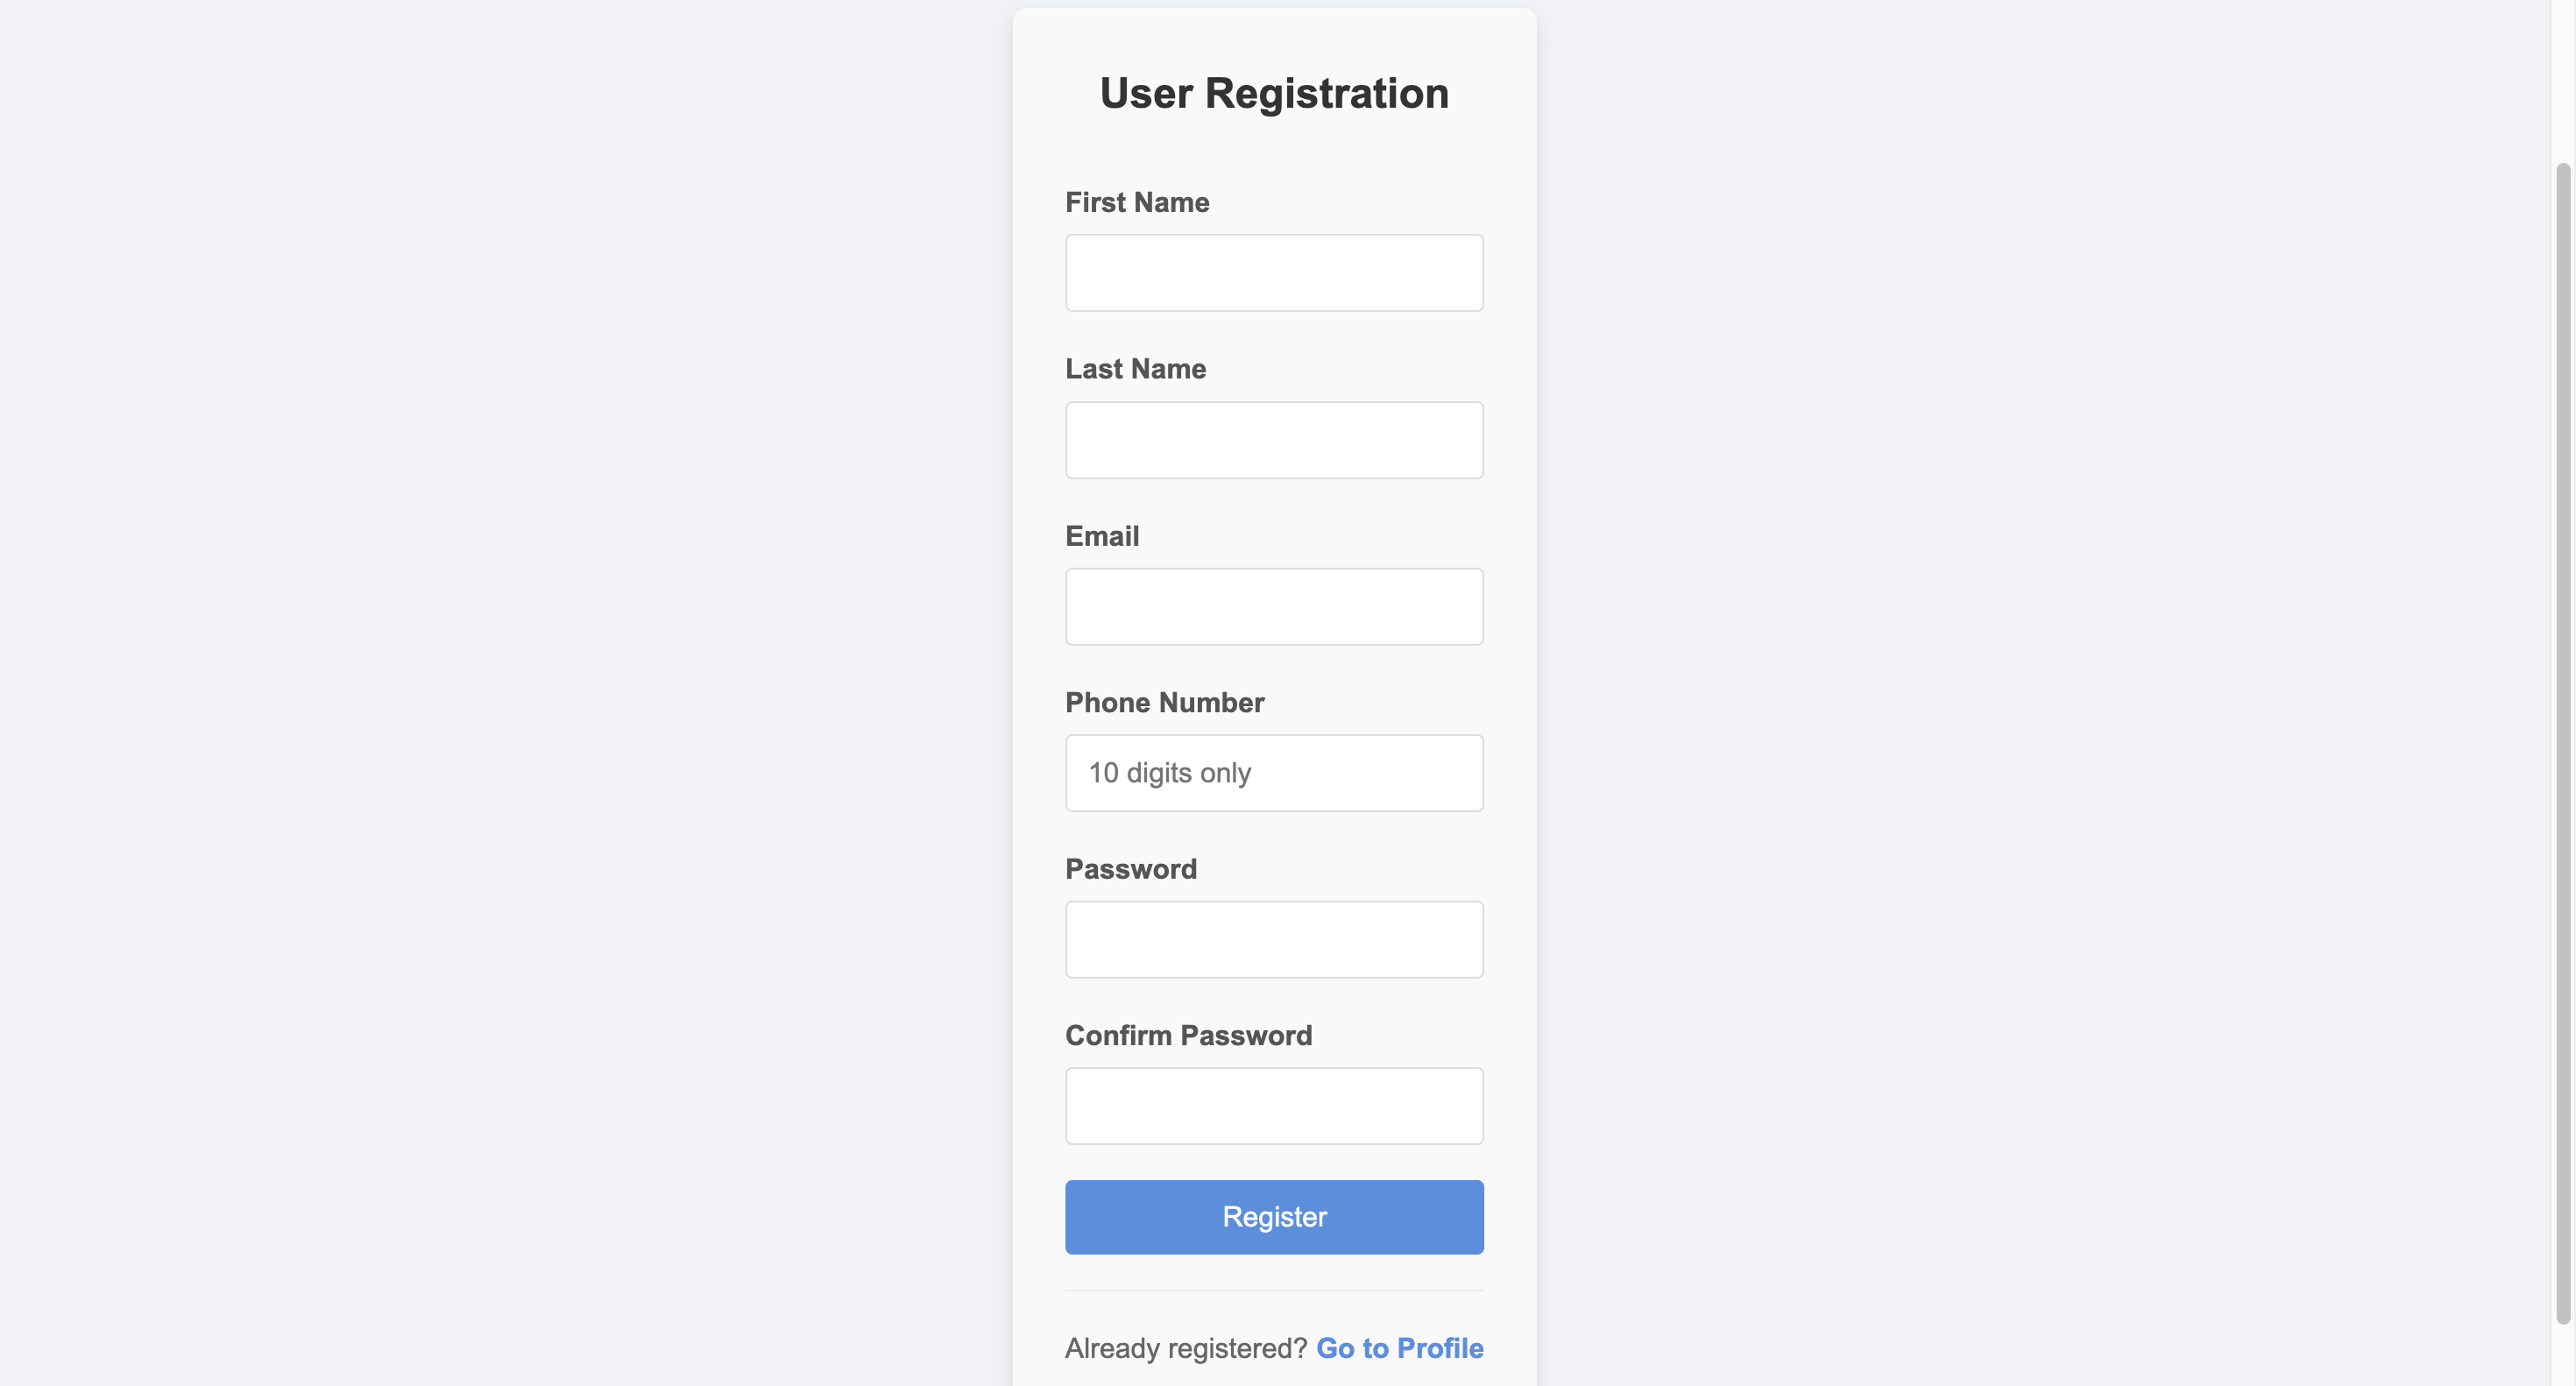 User Registration
First Name
Last Name
Email
Phone Number
10 digits only
Password
Confirm Password
Register
Already registered? Go to Profile